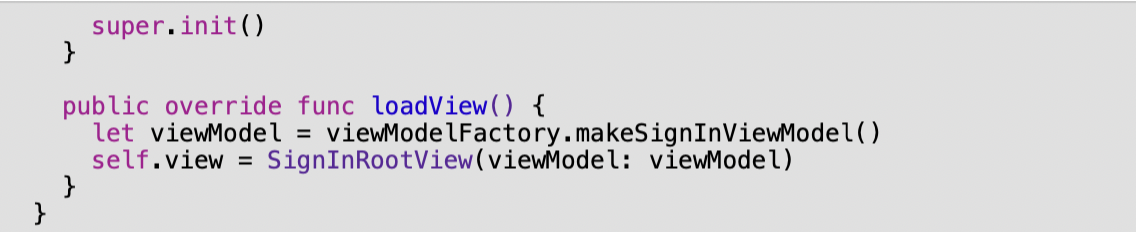 super.init()
}
public override func loadView() {
let viewModel = viewModelFactory.makeSignInViewModel()
self.view = SignInRootView(viewModel: viewModel)
}
}